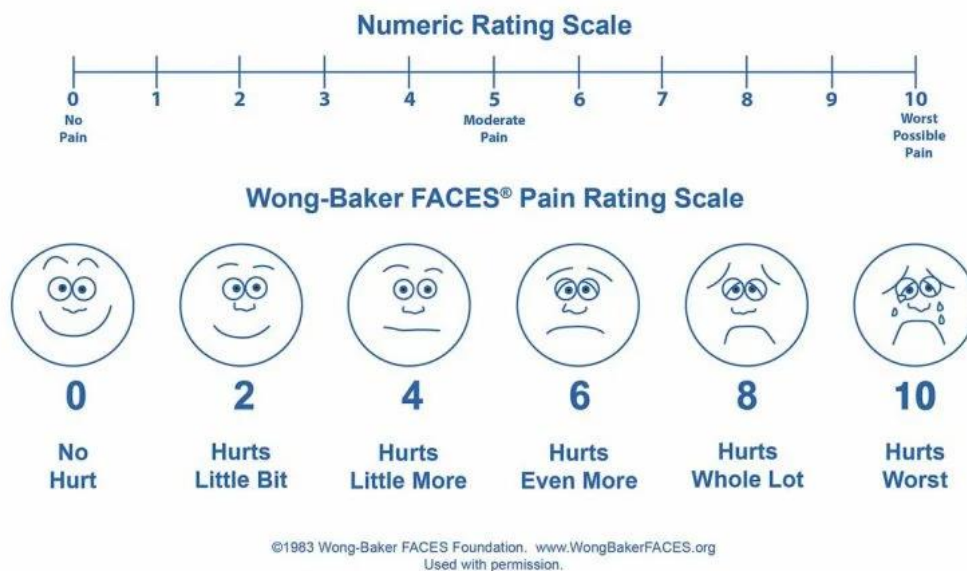 Numeric Rating Scale
0 1 2 3 4 5 6 7 8 9 10
No Pain
Moderate Pain
Worst Possible Pain
Wong-Baker FACES® Pain Rating Scale
0 2 4 6 8 10
No Hurt
Hurts Little Bit
Hurts Little More
Hurts Even More
Hurts Whole Lot
Hurts Worst
©1983 Wong-Baker FACES Foundation. www.WongBakerFACES.org
Used with permission.